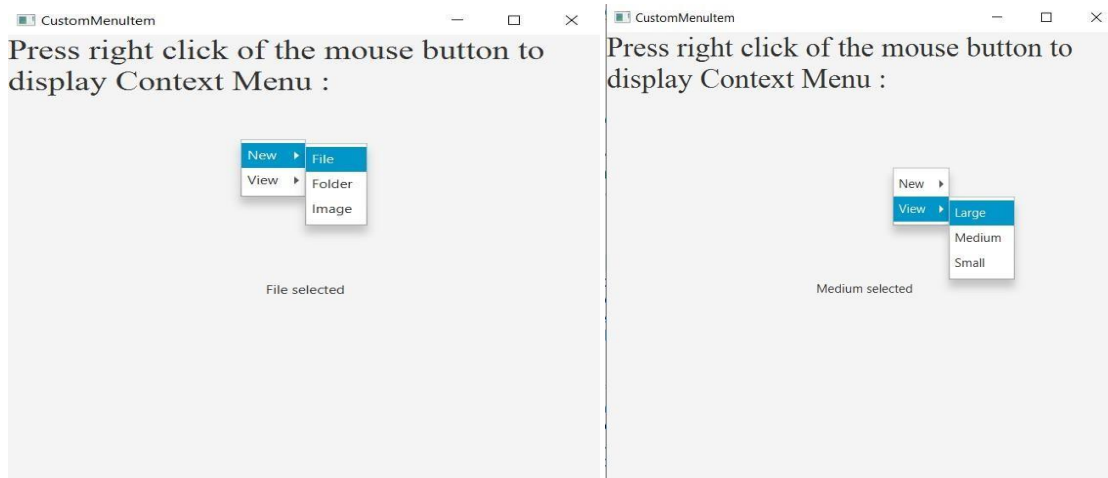 CustomMenuItem
Press right click of the mouse button to
display Context Menu :
New
View
File
Folder
Image
File selected
CustomMenuItem
Press right click of the mouse button to
display Context Menu :
New
View
Large
Medium
Small
Medium selected